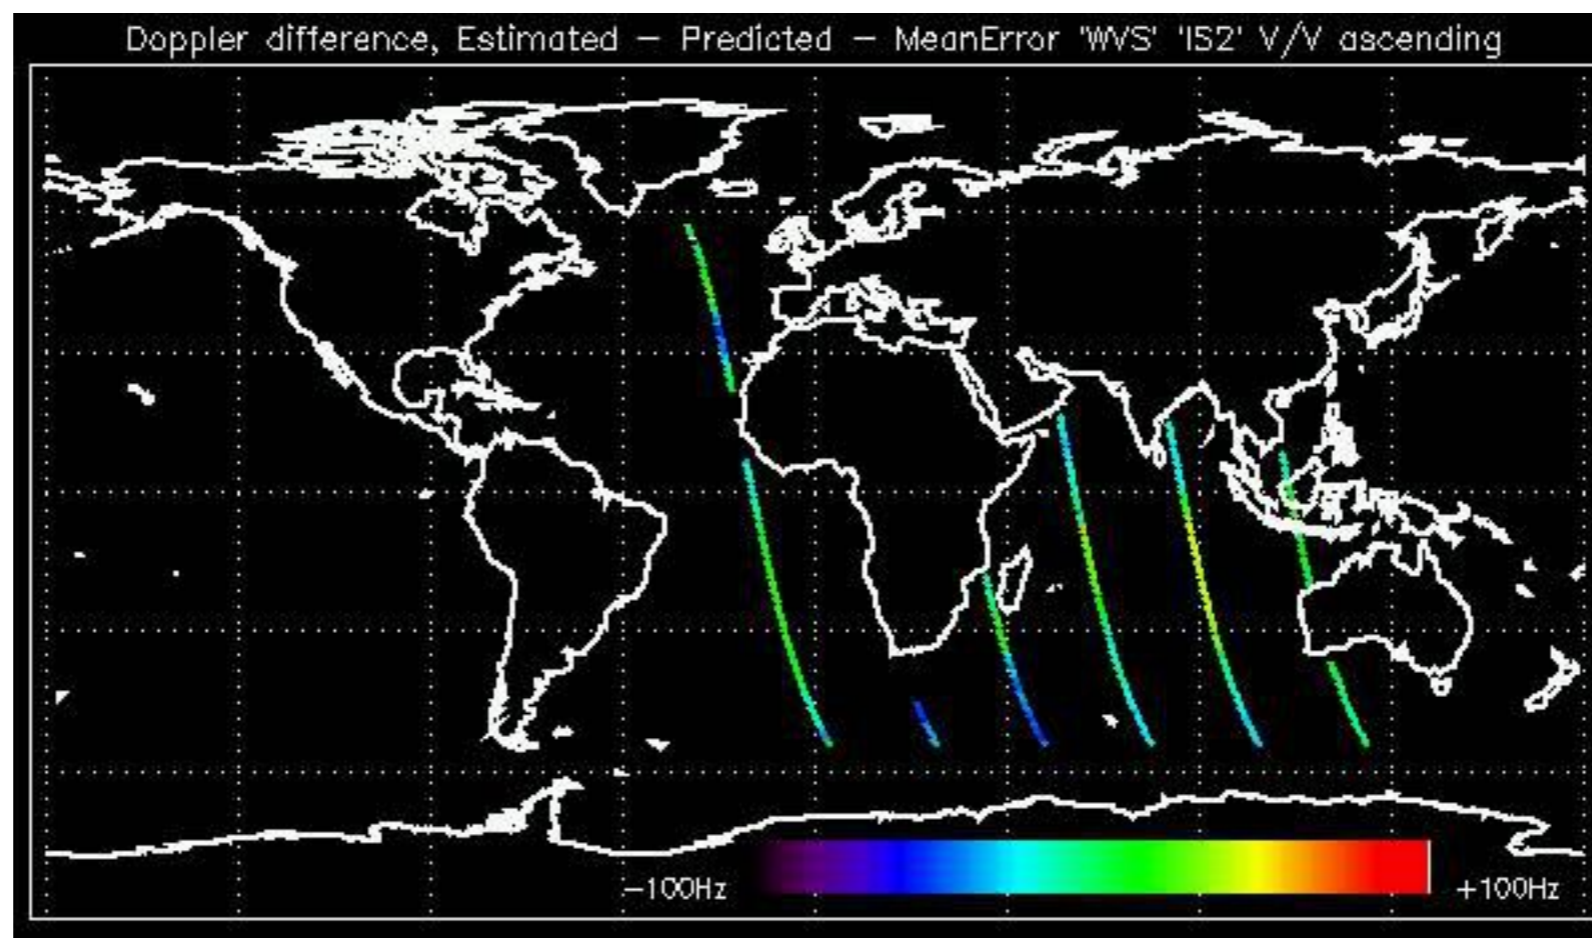 Doppler difference, Estimated - Predicted - MeanError 'WVS' 'IS2' V/V ascending
-100Hz +100Hz